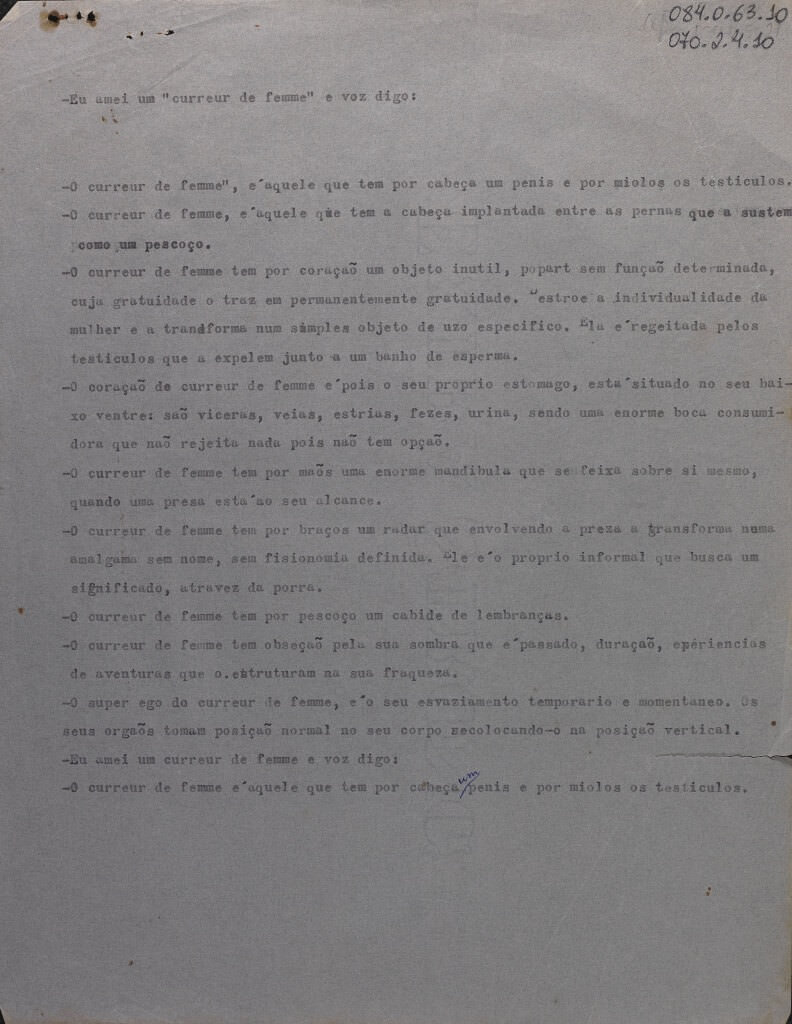 084.0.63.10
070.2.4.10
-Eu amei um "curreur de femme" e voz digo:
-O curreur de femme", e´aquele que tem por cabeça um penis e por miolos os testiculos.
-O curreur de femme, e´aquele que tem a cabeça implantada entre as pernas que a sustem
como um pescoço.
-O curreur de femme tem por coração um objeto inutil, popart sem função determinada,
cuja gratuidade o traz em permanentemente gratuidade. Destroe a individualidade da
mulher e a transforma num simples objeto de uzo especifico. Ela e´regeitada pelos
testiculos que a expelem junto a um banho de esperma.
-O coração de curreur de femme e´pois o seu proprio estomago, esta´situado no seu bai-
xo ventre: são viceras, veias, estrias, fezes, urina, sendo uma enorme boca consumi-
dora que não rejeita nada pois não tem opção.
-O curreur de femme tem por mãos uma enorme mandibula que se feixa sobre si mesmo,
quando uma presa esta´ao seu alcance.
-O curreur de femme tem por braços um radar que envolvendo a preza a transforma numa
amalgama sem nome, sem fisionomia definida. Ele e´o proprio informal que busca um
significado, atravez da porra.
-O curreur de femme tem por pescoço um cabide de lembranças.
-O curreur de femme tem obseção pela sua sombra que e´passado, duração, eperiencias
de aventuras que o.estruturam na sua fraqueza.
-O super ego do curreur de femme, e´o seu esvaziamento temporario e momentaneo. Os
seus orgãos tomam posição normal no seu corpo recolocando-o na posição vertical.
-Eu amei um curreur de femme e voz digo:
-O curreur de femme e´aquele que tem por cabeça um penis e por miolos os testiculos.